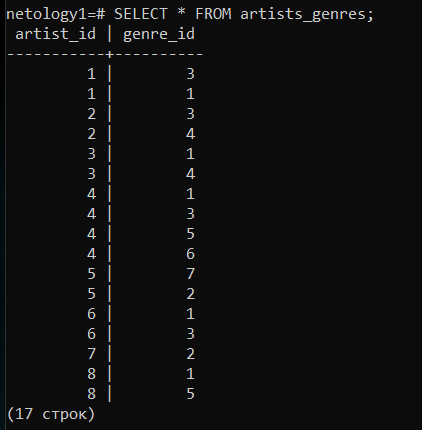 netology1=# SELECT * FROM artists_genres;
 artist_id | genre_id
-----------+----------
         1 |        3
         1 |        1
         2 |        3
         2 |        4
         3 |        1
         3 |        4
         4 |        1
         4 |        3
         4 |        5
         4 |        6
         5 |        7
         5 |        2
         6 |        1
         6 |        3
         7 |        2
         8 |        1
         8 |        5
(17 строк)